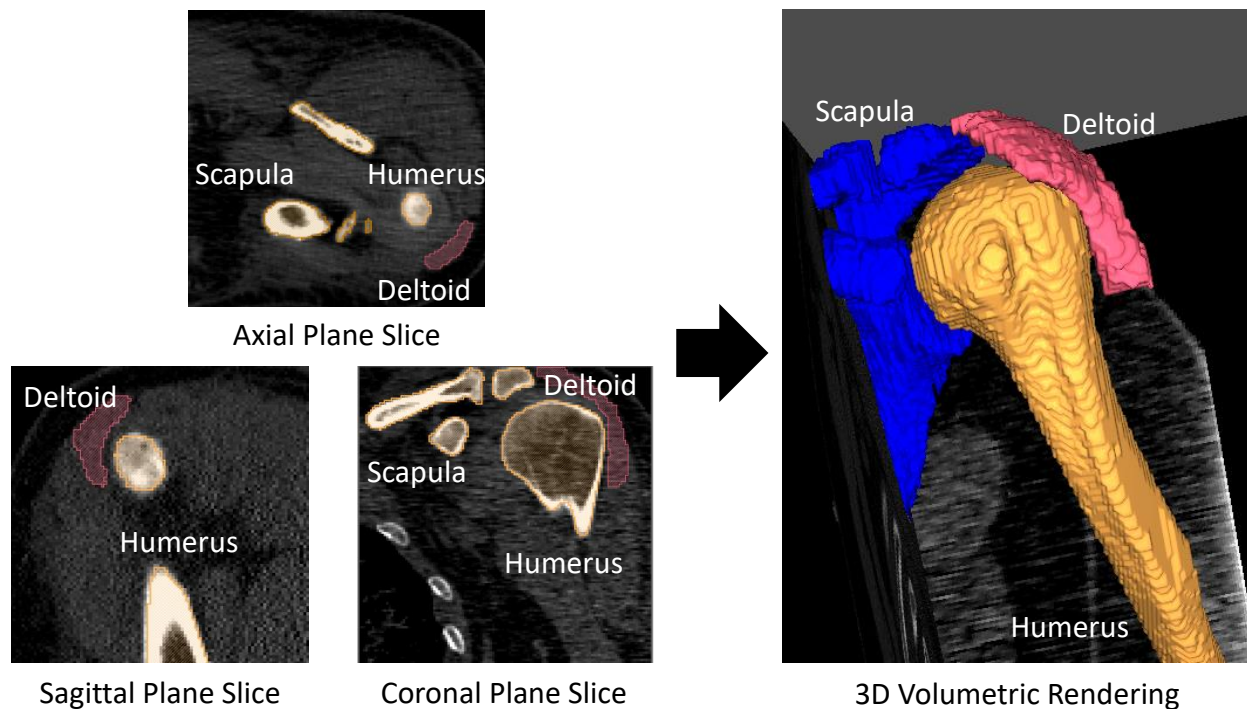 Scapula
Humerus
Deltoid
Axial Plane Slice
Deltoid
Humerus
Sagittal Plane Slice
Deltoid
Scapula
Humerus
Coronal Plane Slice
Scapula
Deltoid
Humerus
3D Volumetric Rendering